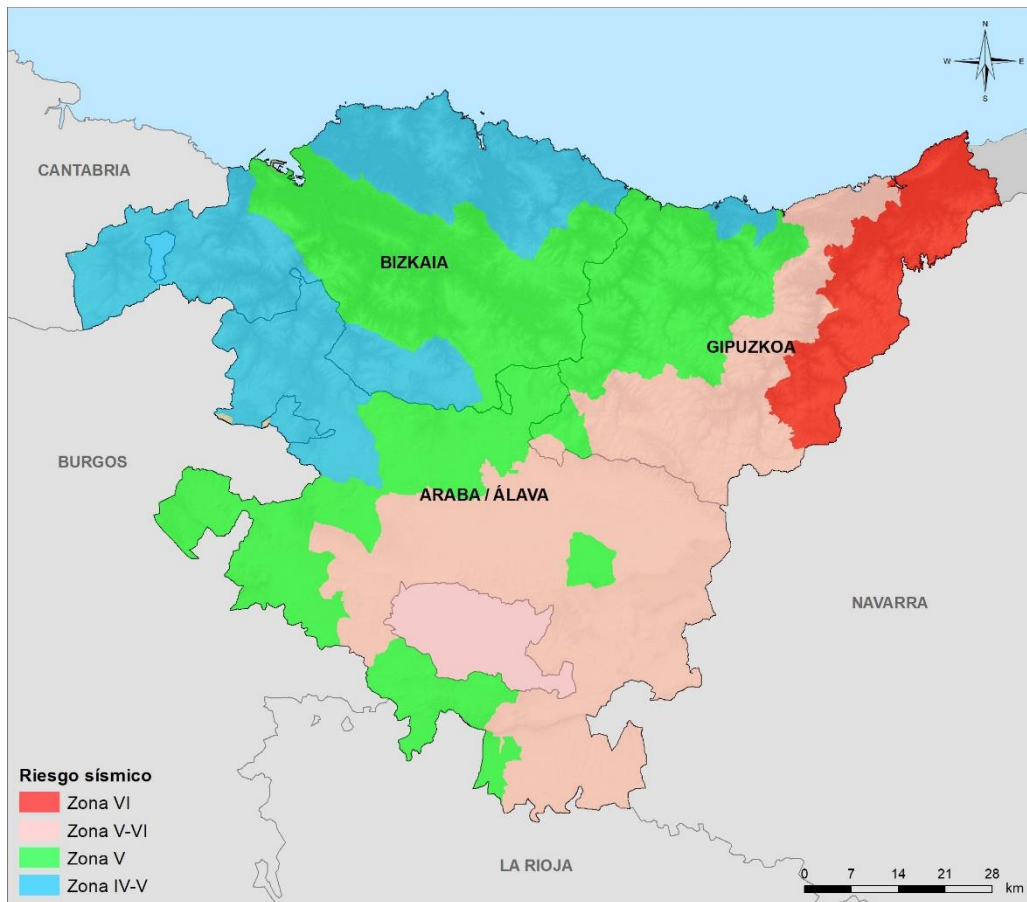 N
W E
S
CANTABRIA
BIZKAIA
GIPUZKOA
BURGOS
ARABA / ÁLAVA
NAVARRA
LA RIOJA
Riesgo sísmico
Zona VI
Zona V-VI
Zona V
Zona IV-V
0 7 14 21 28
km